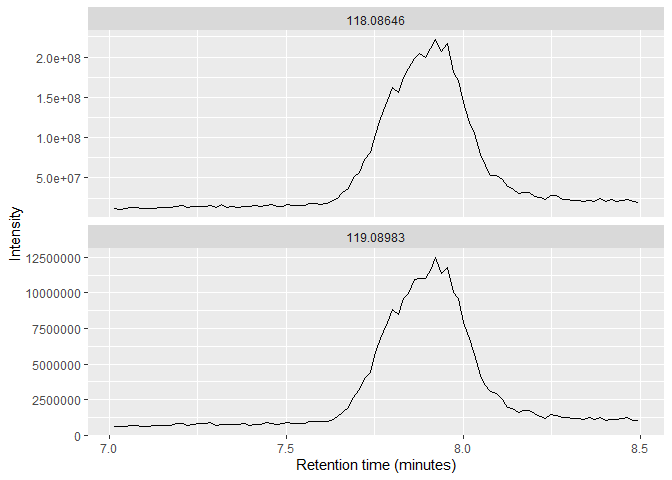 118.08646
2.0e+08
1.5e+08
1.0e+08
5.0e+07
Intensity
119.08983
12500000
10000000
7500000
5000000
2500000
0
7.0 7.5 8.0 8.5
Retention time (minutes)